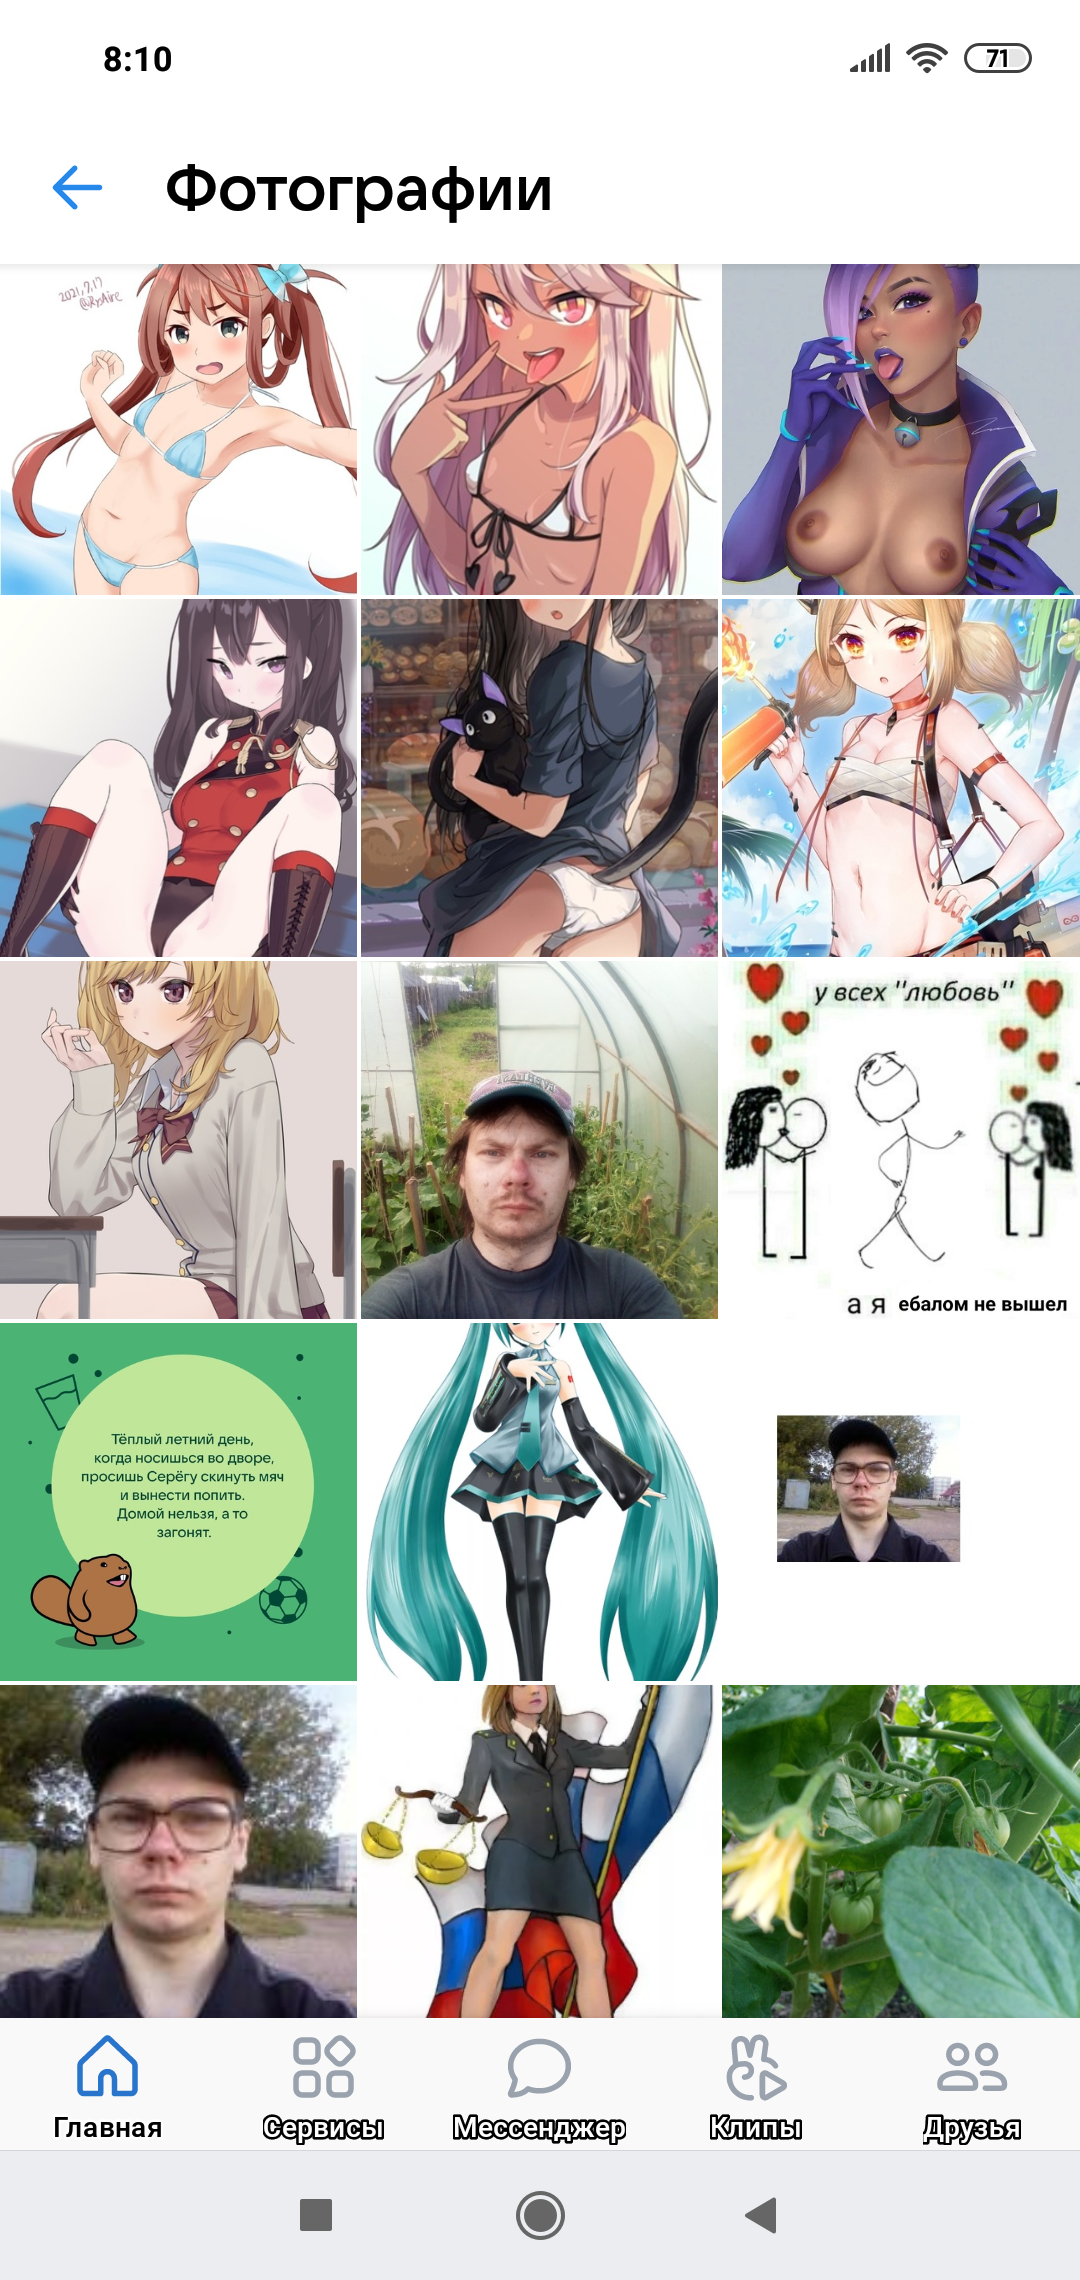 8:10
71
Фотографии
2021,7,17
у всех "любовь"
а я ебалом не вышел
Тёплый летний день,
когда носишься во дворе,
просишь Серёгу скинуть мяч
и вынести попить.
Домой нельзя, а то
загонят.
Главная
Сервисы
Мессенджер
Клипы
Друзья